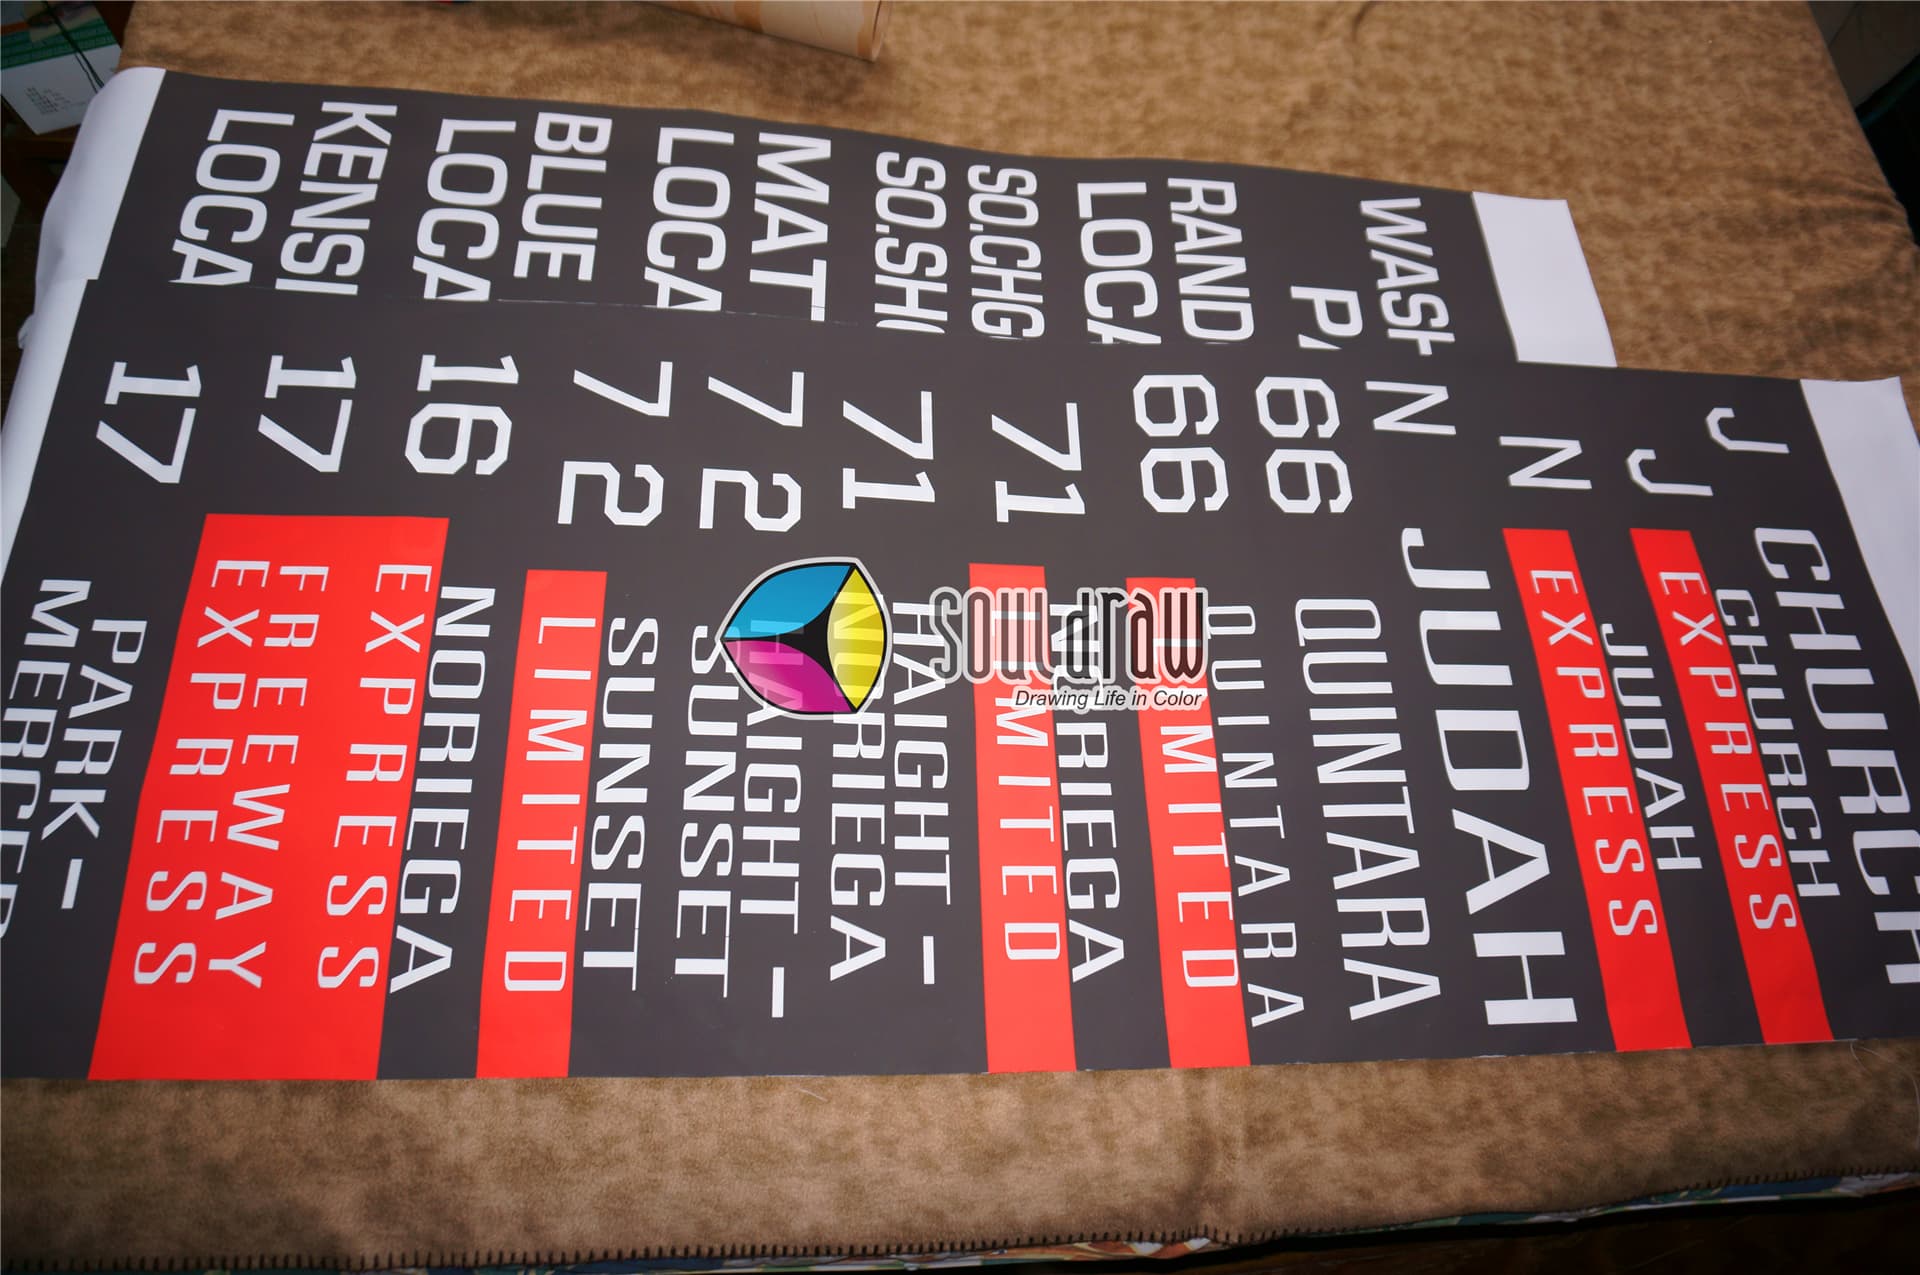 WASH
P
RAND
LOCA
SO.CHG
SO.SH
MAT
LOCA
BLUE
LOCA
KENSI
LOCA
J CHURCH
J CHURCH
EXPRESS
N JUDAH
EXPRESS
N JUDAH
66 QUINTARA
66 QUINTARA
LIMITED
71 NORIEGA
LIMITED
71 HAIGHT -
NORIEGA
72 HAIGHT -
SUNSET
72 SUNSET
LIMITED
16 NORIEGA
EXPRESS
17 FREEWAY
EXPRESS
17 PARK -
MERCED
SOULdraw
Drawing Life in Color